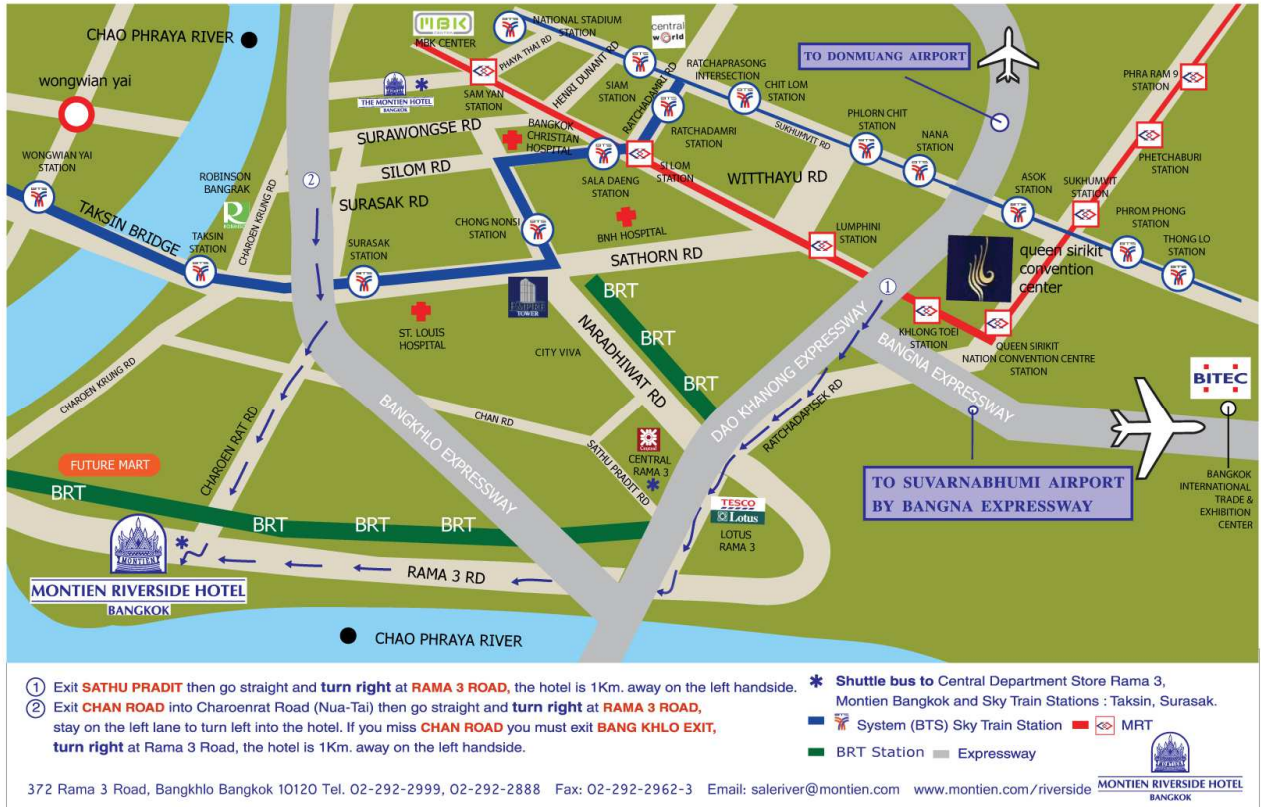 CHAO PHRAYA RIVER
wongwian yai
WONGWIAN YAI
STATION
TAKSIN BRIDGE
TAKSIN
STATION
ROBINSON
BANGRAK
CHAROEN KRUNG RD
CHAROEN KRUNG RD
MBK
MBK CENTER
NATIONAL STADIUM
STATION
PHAYA THAI RD
HENRI DUNANT RD
central
world
THE MONTIEN HOTEL
BANGKOK
SAM YAN
STATION
SIAM
STATION
RATCHADAMRI RD
RATCHAPRASONG
INTERSECTION
CHIT LOM
STATION
RATCHADAMRI
STATION
SUKHUMVIT RD
TO DONMUANG AIRPORT
PHRA RAM 9
STATION
PHLORN CHIT
STATION
NANA
STATION
PHETCHABURI
STATION
ASOK
STATION
SUKHUMVIT
STATION
PHROM PHONG
STATION
THONG LO
STATION
SURAWONGSE RD
BANGKOK
CHRISTIAN
HOSPITAL
SILOM RD
SALA DENG
STATION
SI LOM
STATION
WITTHAYU RD
2
SURASAK RD
SURASAK
STATION
CHONG NONSI
STATION
BNH HOSPITAL
SATHORN RD
LUMPHINI
STATION
queen sirikit
convention
center
1
KHLONG TOEI
STATION
QUEEN SIRIKIT
NATION CONVENTION CENTRE
STATION
ST. LOUIS
HOSPITAL
EMPIRE
TOWER
CITY VIVA
BRT
BRT
NARADHIWAT RD
DAO KHANONG EXPRESSWAY
BANGNA EXPRESSWAY
RATCHADAPISEK RD
BITEC
BANGKOK
INTERNATIONAL
TRADE &
EXHIBITION
CENTER
BANGKHLO EXPRESSWAY
CHAN RD
SATHU PRADIT RD
CENTRAL
RAMA 3
CHAROEN RAT RD
FUTURE MART
BRT
BRT
BRT
BRT
TESCO
Lotus
LOTUS
RAMA 3
TO SUVARNABHUMI AIRPORT
BY BANGNA EXPRESSWAY
MONTIEN
MONTIEN RIVERSIDE HOTEL
BANGKOK
RAMA 3 RD
CHAO PHRAYA RIVER
1 Exit SATHU PRADIT then go straight and turn right at RAMA 3 ROAD, the hotel is 1Km. away on the left handside.
2 Exit CHAN ROAD into Charoenrat Road (Nua-Tai) then go straight and turn right at RAMA 3 ROAD,
stay on the left lane to turn left into the hotel. If you miss CHAN ROAD you must exit BANG KHLO EXIT,
turn right at Rama 3 Road, the hotel is 1Km. away on the left handside.
* Shuttle bus to Central Department Store Rama 3,
Montien Bangkok and Sky Train Stations : Taksin, Surasak.
System (BTS) Sky Train Station MRT
BRT Station Expressway
372 Rama 3 Road, Bangkhlo Bangkok 10120 Tel. 02-292-2999, 02-292-2888 Fax: 02-292-2962-3 Email: saleriver@montien.com www.montien.com/riverside
MONTIEN RIVERSIDE HOTEL
BANGKOK